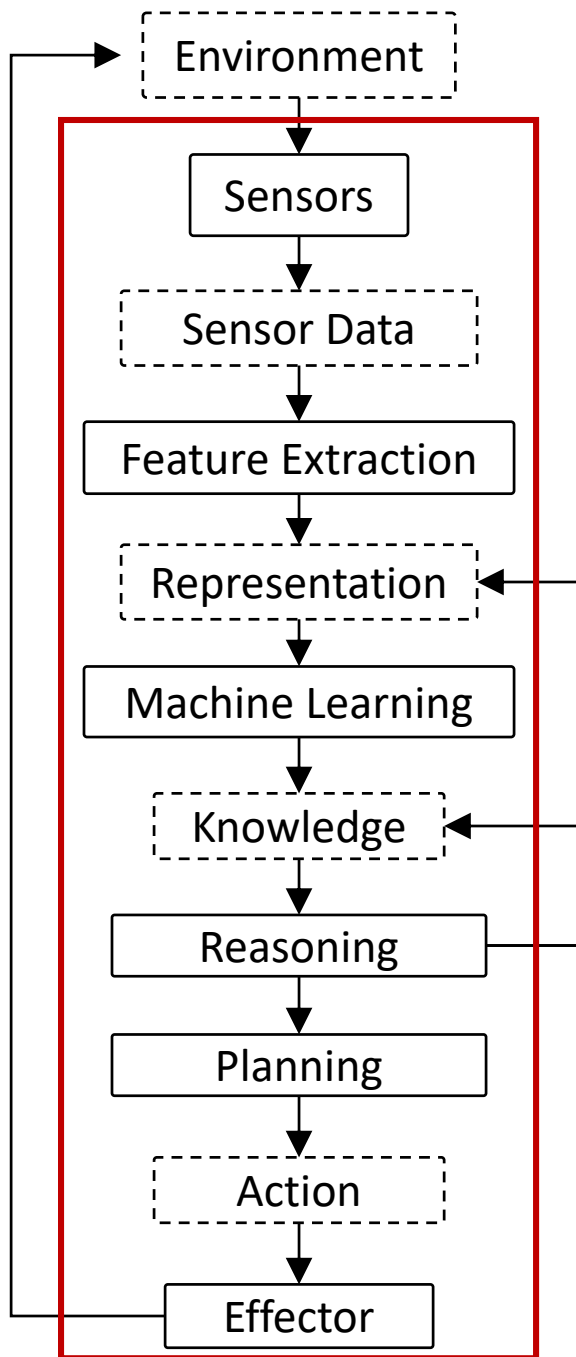 Environment
Sensors
Sensor Data
Feature Extraction
Representation
Machine Learning
Knowledge
Reasoning
Planning
Action
Effector